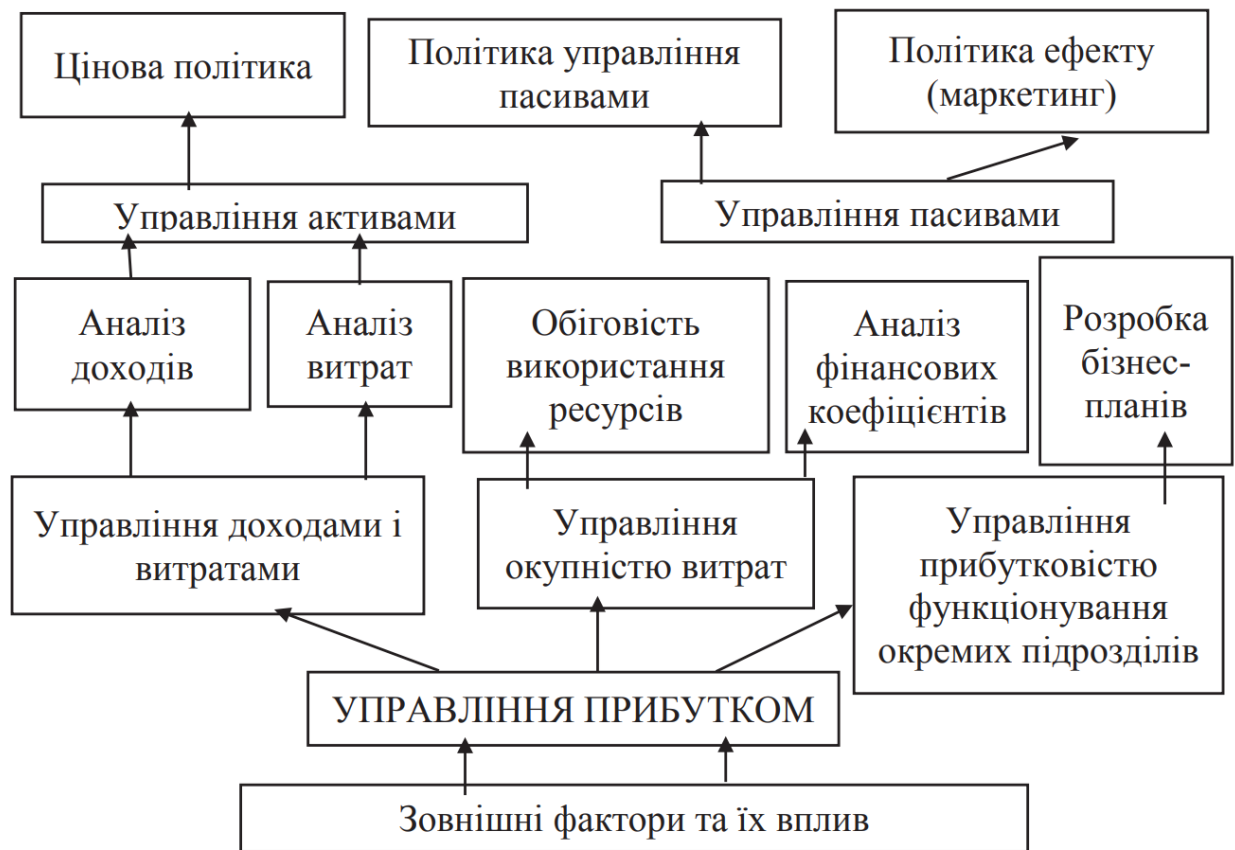 Цінова політика
Політика управління
пасивами
Політика ефекту
(маркетинг)
Управління активами
Управління пасивами
Аналіз
доходів
Аналіз
витрат
Обіговість
використання
ресурсів
Аналіз
фінансових
коефіцієнтів
Розробка
бізнес-
планів
Управління доходами і
витратами
Управління
окупністю витрат
Управління
прибутковістю
функціонування
окремих підрозділів
УПРАВЛІННЯ ПРИБУТКОМ
Зовнішні фактори та їх вплив